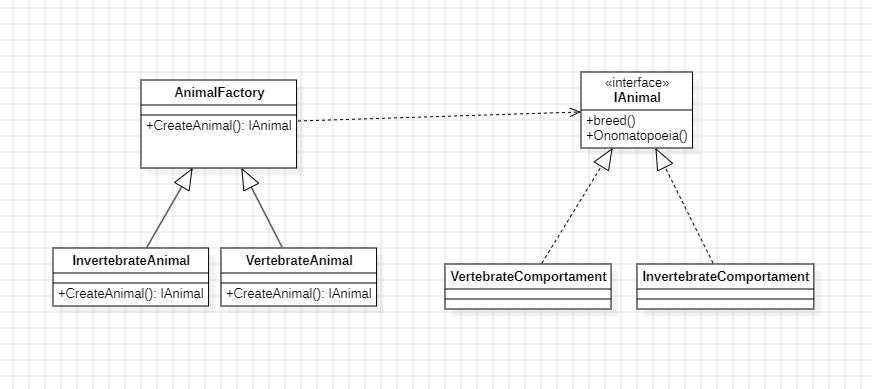 AnimalFactory
+CreateAnimal(): IAnimal
«interface»
IAnimal
+breed()
+Onomatopoeia()
InvertebrateAnimal
+CreateAnimal(): IAnimal
VertebrateAnimal
+CreateAnimal(): IAnimal
VertebrateComportament
InvertebrateComportament